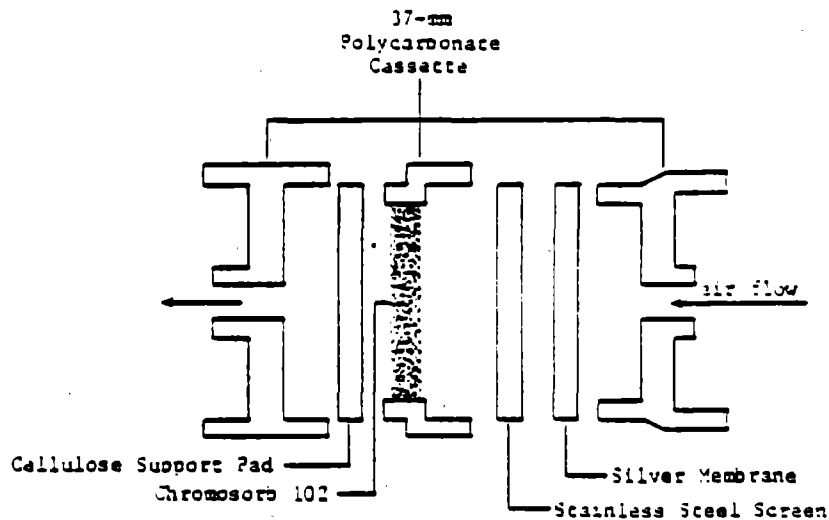 37-mm
Polycarbonate
Cassette
air flow
Cellulose Support Pad
Chromosorb 102
Silver Membrane
Stainless Steel Screen